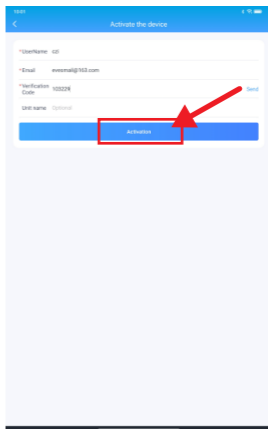 Activate the device
*UserName
*Email
*Verification
Code
Send
Unit name Optional
Activation